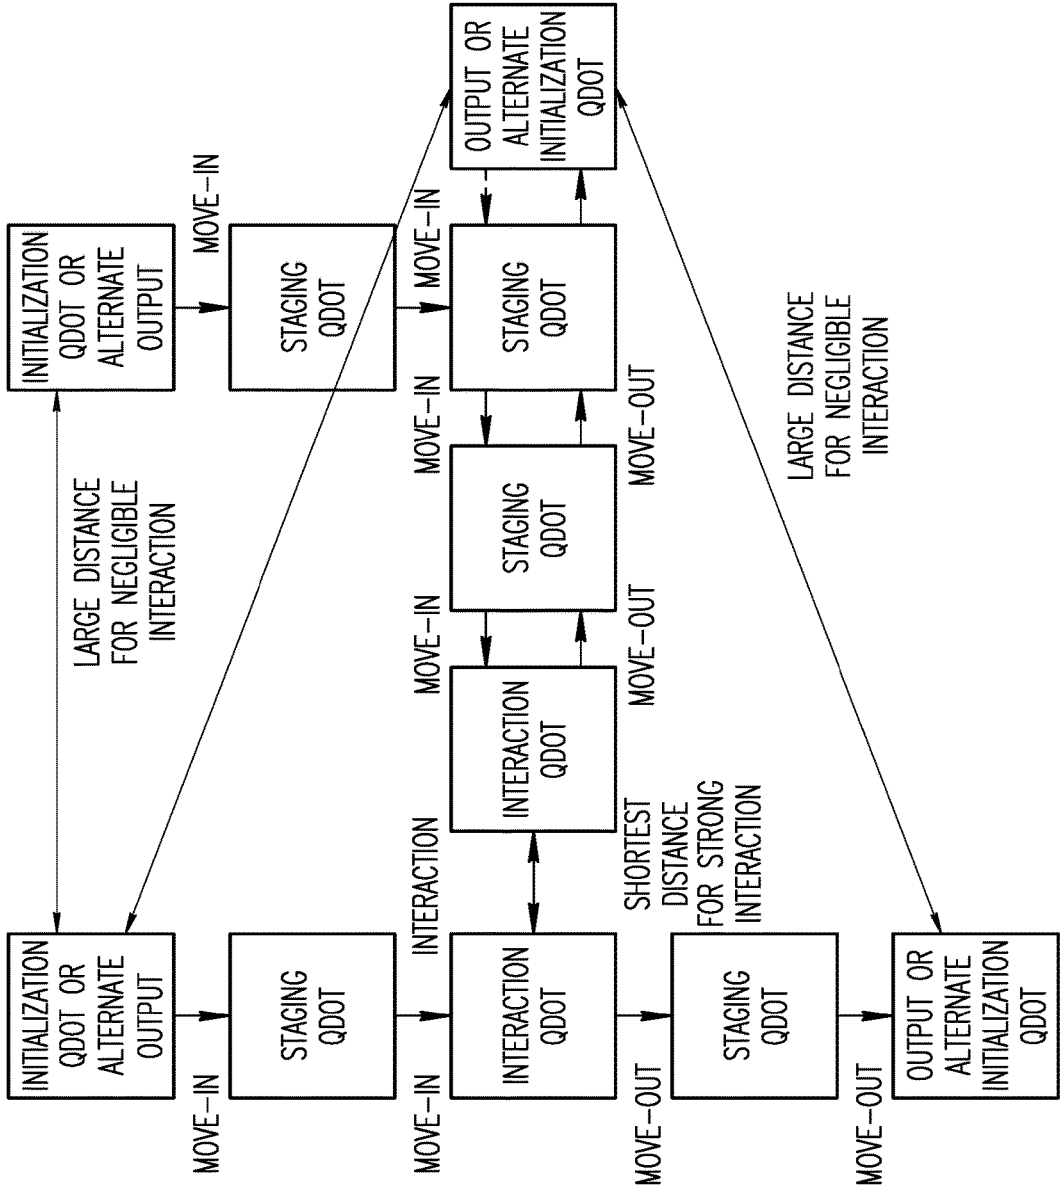 INITIALIZATION
QDOT OR
ALTERNATE
OUTPUT
LARGE DISTANCE
FOR NEGLIGIBLE
INTERACTION
INITIALIZATION
QDOT OR
ALTERNATE
OUTPUT
MOVE-IN
MOVE-IN
STAGING
QDOT
STAGING
QDOT
MOVE-IN
INTERACTION
MOVE-IN
MOVE-IN
MOVE-IN
INTERACTION
QDOT
INTERACTION
QDOT
STAGING
QDOT
STAGING
QDOT
OUTPUT OR
ALTERNATE
INITIALIZATION
QDOT
MOVE-OUT
SHORTEST
DISTANCE
FOR STRONG
INTERACTION
MOVE-OUT
MOVE-OUT
STAGING
QDOT
LARGE DISTANCE
FOR NEGLIGIBLE
INTERACTION
MOVE-OUT
OUTPUT OR
ALTERNATE
INITIALIZATION
QDOT